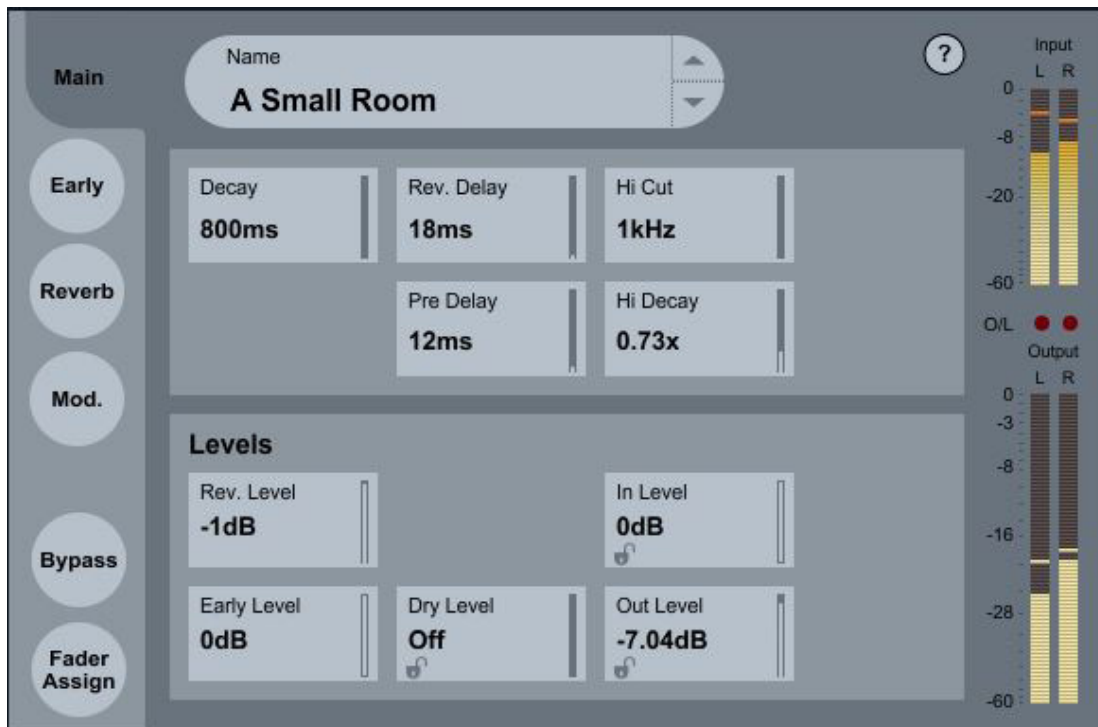 Main
Name
A Small Room
?
Early
Reverb
Mod.
Bypass
Fader
Assign
Decay
800ms
Rev. Delay
18ms
Hi Cut
1kHz
Pre Delay
12ms
Hi Decay
0.73x
Levels
Rev. Level
-1dB
In Level
0dB
Early Level
0dB
Dry Level
Off
Out Level
-7.04dB
Input
L R
0
-8
-20
-60
O/L
Output
L R
0
-3
-8
-16
-28
-60